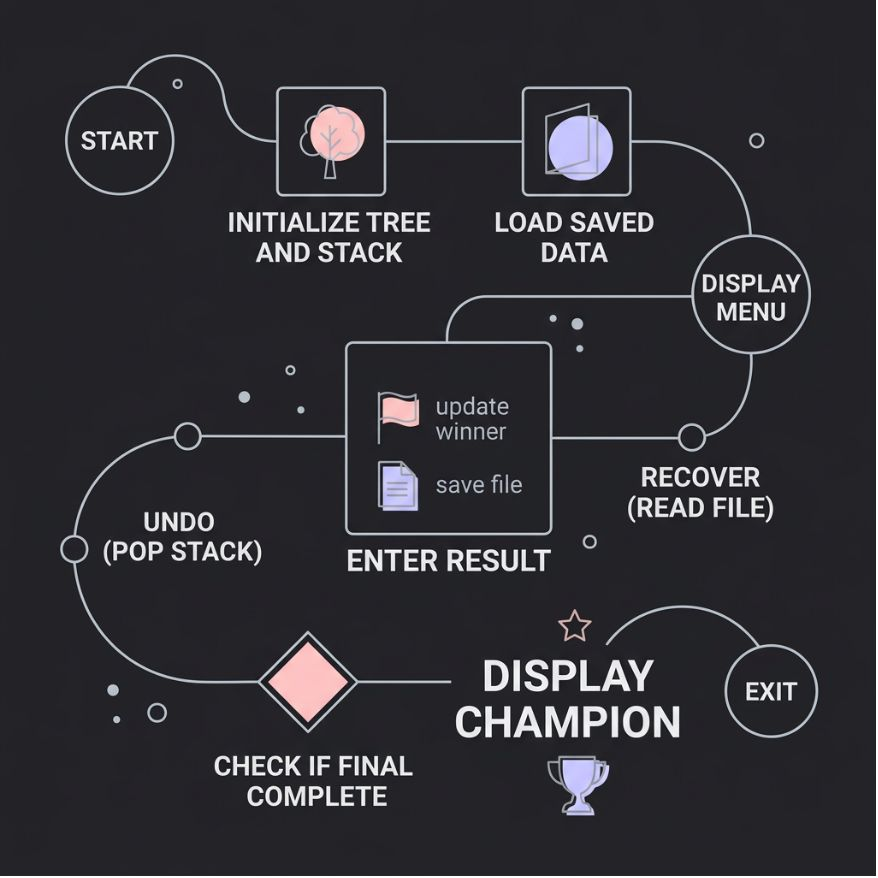 START
INITIALIZE TREE
AND STACK
LOAD SAVED
DATA
DISPLAY
MENU
update
winner
save file
ENTER RESULT
RECOVER
(READ FILE)
UNDO
(POP STACK)
CHECK IF FINAL
COMPLETE
DISPLAY
CHAMPION
EXIT